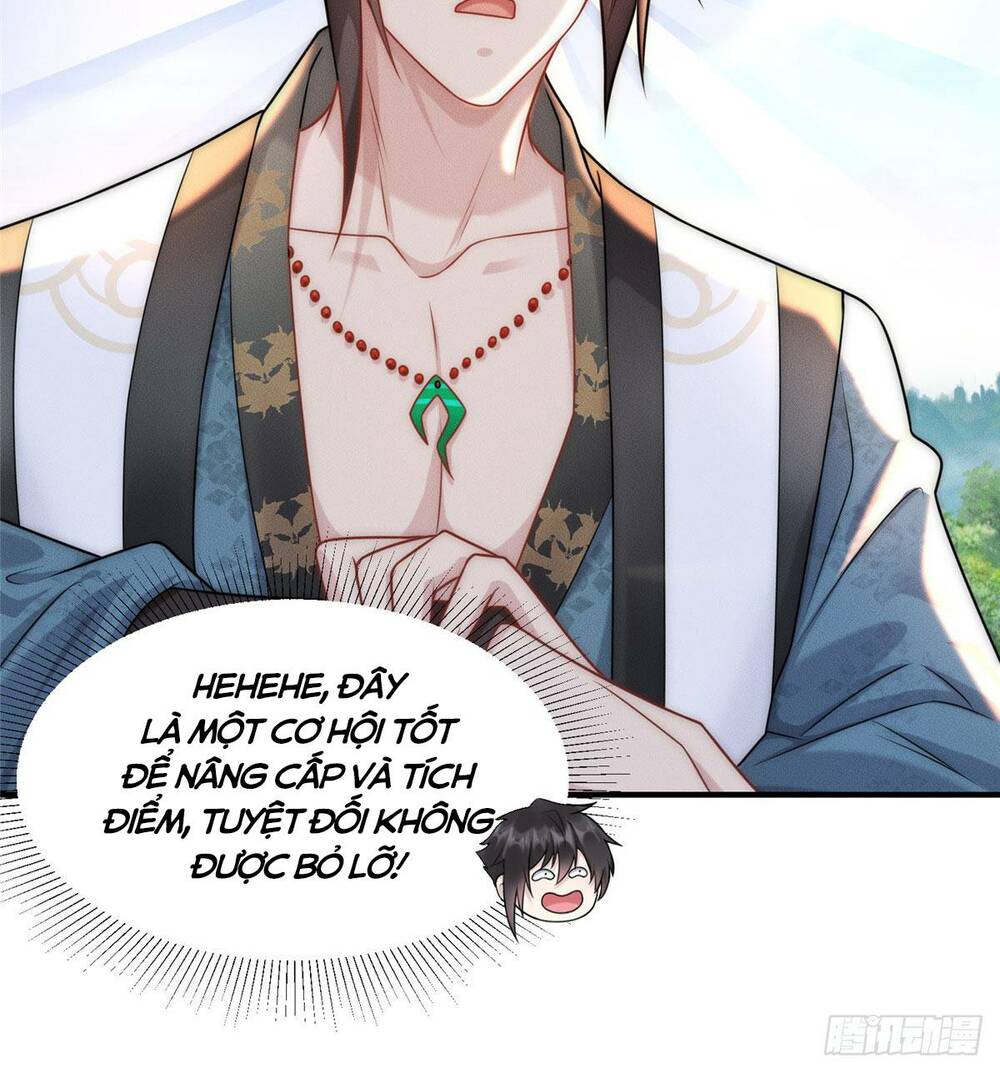 HEHEHE, ĐÂY
LÀ MỘT CƠ HỘI TỐT
ĐỂ NÂNG CẤP VÀ TÍCH
ĐIỂM, TUYỆT ĐỐI KHÔNG
ĐƯỢC BỎ LỠ!
腾讯动漫